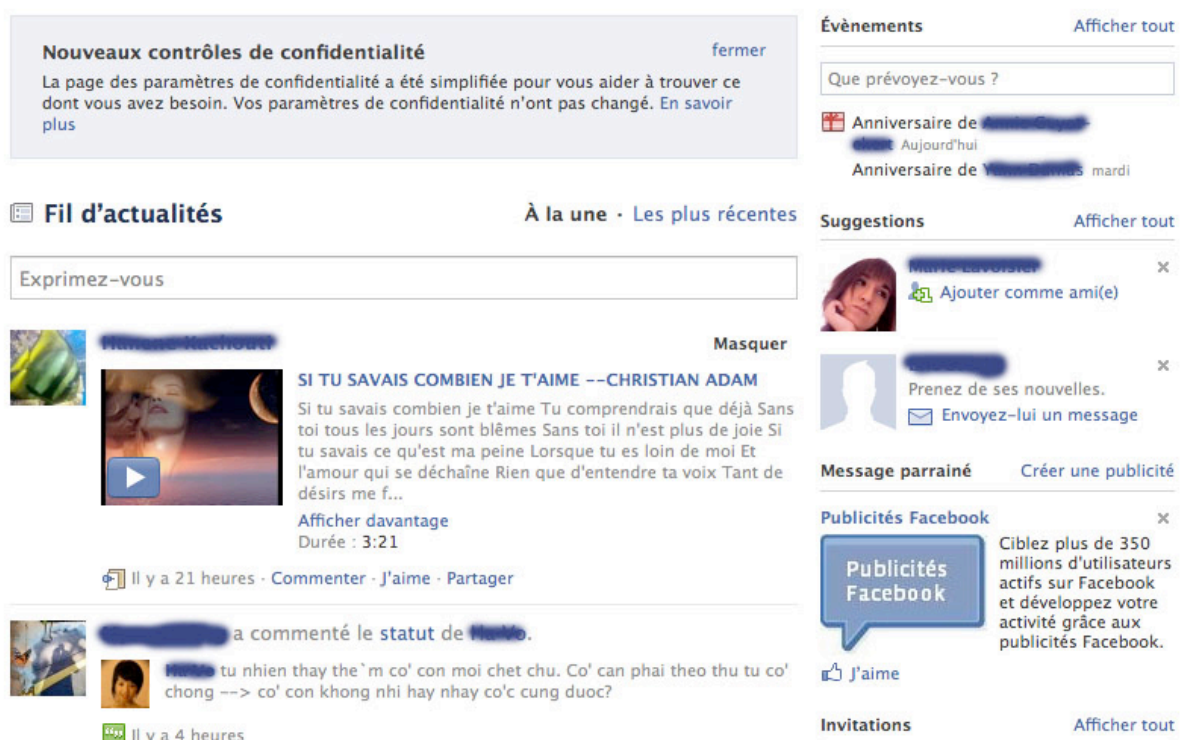 Nouveaux contrôles de confidentialité
fermer
La page des paramètres de confidentialité a été simplifiée pour vous aider à trouver ce
dont vous avez besoin. Vos paramètres de confidentialité n'ont pas changé. En savoir
plus
Fil d'actualités
À la une · Les plus récentes
Exprimez-vous
Masquer
SI TU SAVAIS COMBIEN JE T'AIME --CHRISTIAN ADAM
Si tu savais combien je t'aime Tu comprendrais que déjà Sans
toi tous les jours sont blêmes Sans toi il n'est plus de joie Si
tu savais ce qu'est ma peine Lorsque tu es loin de moi Et
l'amour qui se déchaîne Rien que d'entendre ta voix Tant de
désirs me f...
Afficher davantage
Durée : 3:21
Il y a 21 heures · Commenter · J'aime · Partager
a commenté le statut de
tu nhien thay the`m co' con moi chet chu. Co' can phai theo thu tu co'
chong --> co' con khong nhi hay nhay co'c cung duoc?
Il y a 4 heures
Évènements
Afficher tout
Que prévoyez-vous ?
Anniversaire de
Aujourd'hui
Anniversaire de mardi
Suggestions
Afficher tout
Ajouter comme ami(e)
Prenez de ses nouvelles.
Envoyez-lui un message
Message parrainé
Créer une publicité
Publicités Facebook
Publicités
Facebook
Ciblez plus de 350
millions d'utilisateurs
actifs sur Facebook
et développez votre
activité grâce aux
publicités Facebook.
J'aime
Invitations
Afficher tout